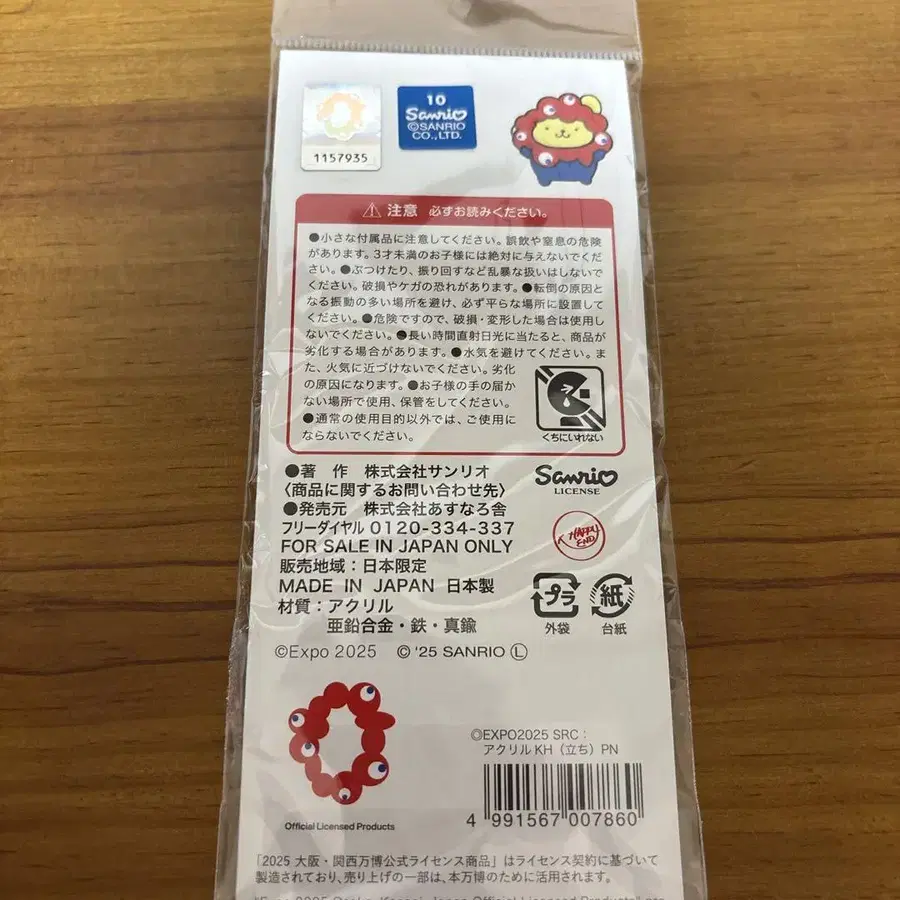 1157935
10
Sanrio
©SANRIO
CO.,LTD.
⚠注意 必ずお読みください。
●小さな付属品に注意してください。誤飲や窒息の危険
があります。3才未満のお子様には絶対に与えないでくだ
さい。●ぶつけたり、振り回すなど乱暴な扱いはしないで
ください。破損やケガの恐れがあります。●転倒の原因と
なる振動の多い場所を避け、必ず平らな場所に設置して
ください。●危険ですので、破損・変形した場合は使用し
ないでください。●長い時間直射日光に当たると、商品が
劣化する場合があります。●水気を避けてください。ま
た、火気に近づけないでください。劣化
の原因になります。●お子様の手の届か
ない場所で使用、保管をしてください。
●通常の使用目的以外では、ご使用に
ならないでください。
くちにいれない
●著 作 株式会社サンリオ
〈商品に関するお問い合わせ先〉
●発売元 株式会社あすなろ舎
フリーダイヤル 0120-334-337
FOR SALE IN JAPAN ONLY
販売地域：日本限定
MADE IN JAPAN 日本製
材質：アクリル
亜鉛合金・鉄・真鍮
©Expo 2025 © '25 SANRIO Ⓛ
Sanrio
LICENSE
HAPPY
END
プラ
外袋
紙
台紙
Official Licensed Products
©EXPO2025 SRC：
アクリルKH（立ち）PN
4 991567 007860
「2025 大阪・関西万博公式ライセンス商品」はライセンス契約に基づいて
製造されており、売り上げの一部は、本万博のために活用されます。